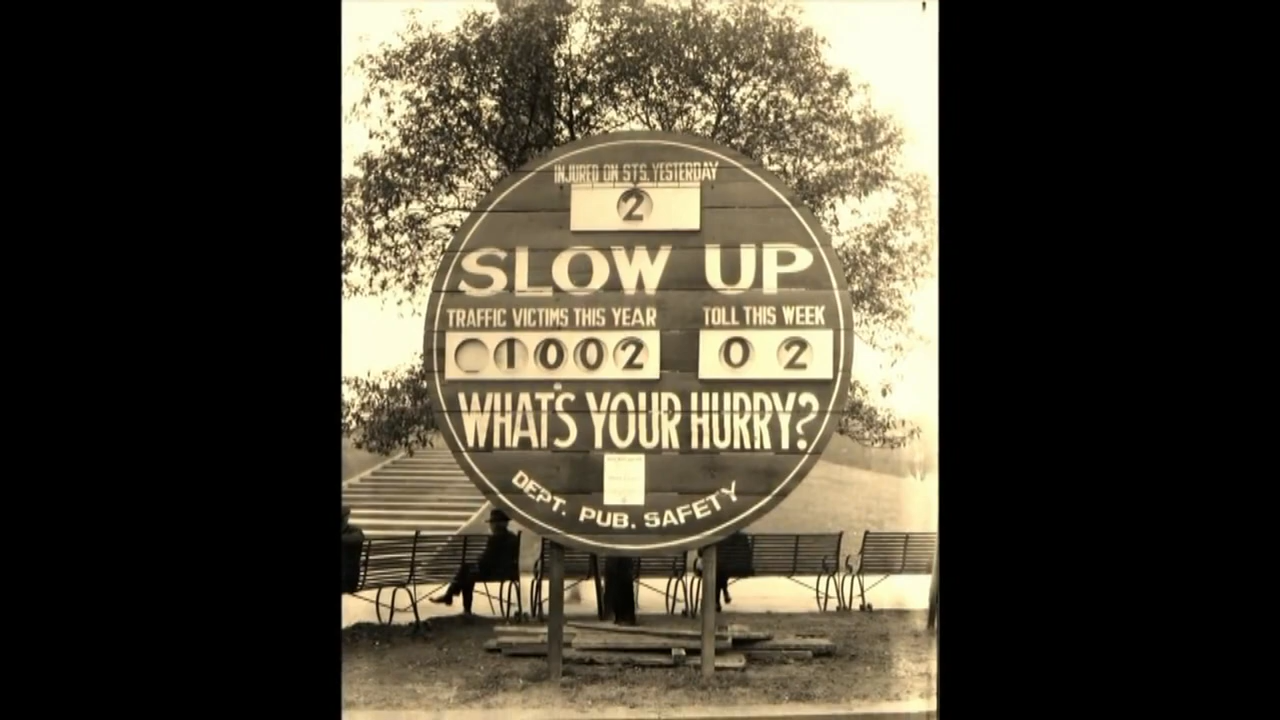 INJURED ON STS. YESTERDAY
2
SLOW UP
TRAFFIC VICTIMS THIS YEAR TOLL THIS WEEK
1002 02
WHAT'S YOUR HURRY?
DEPT. PUB. SAFETY